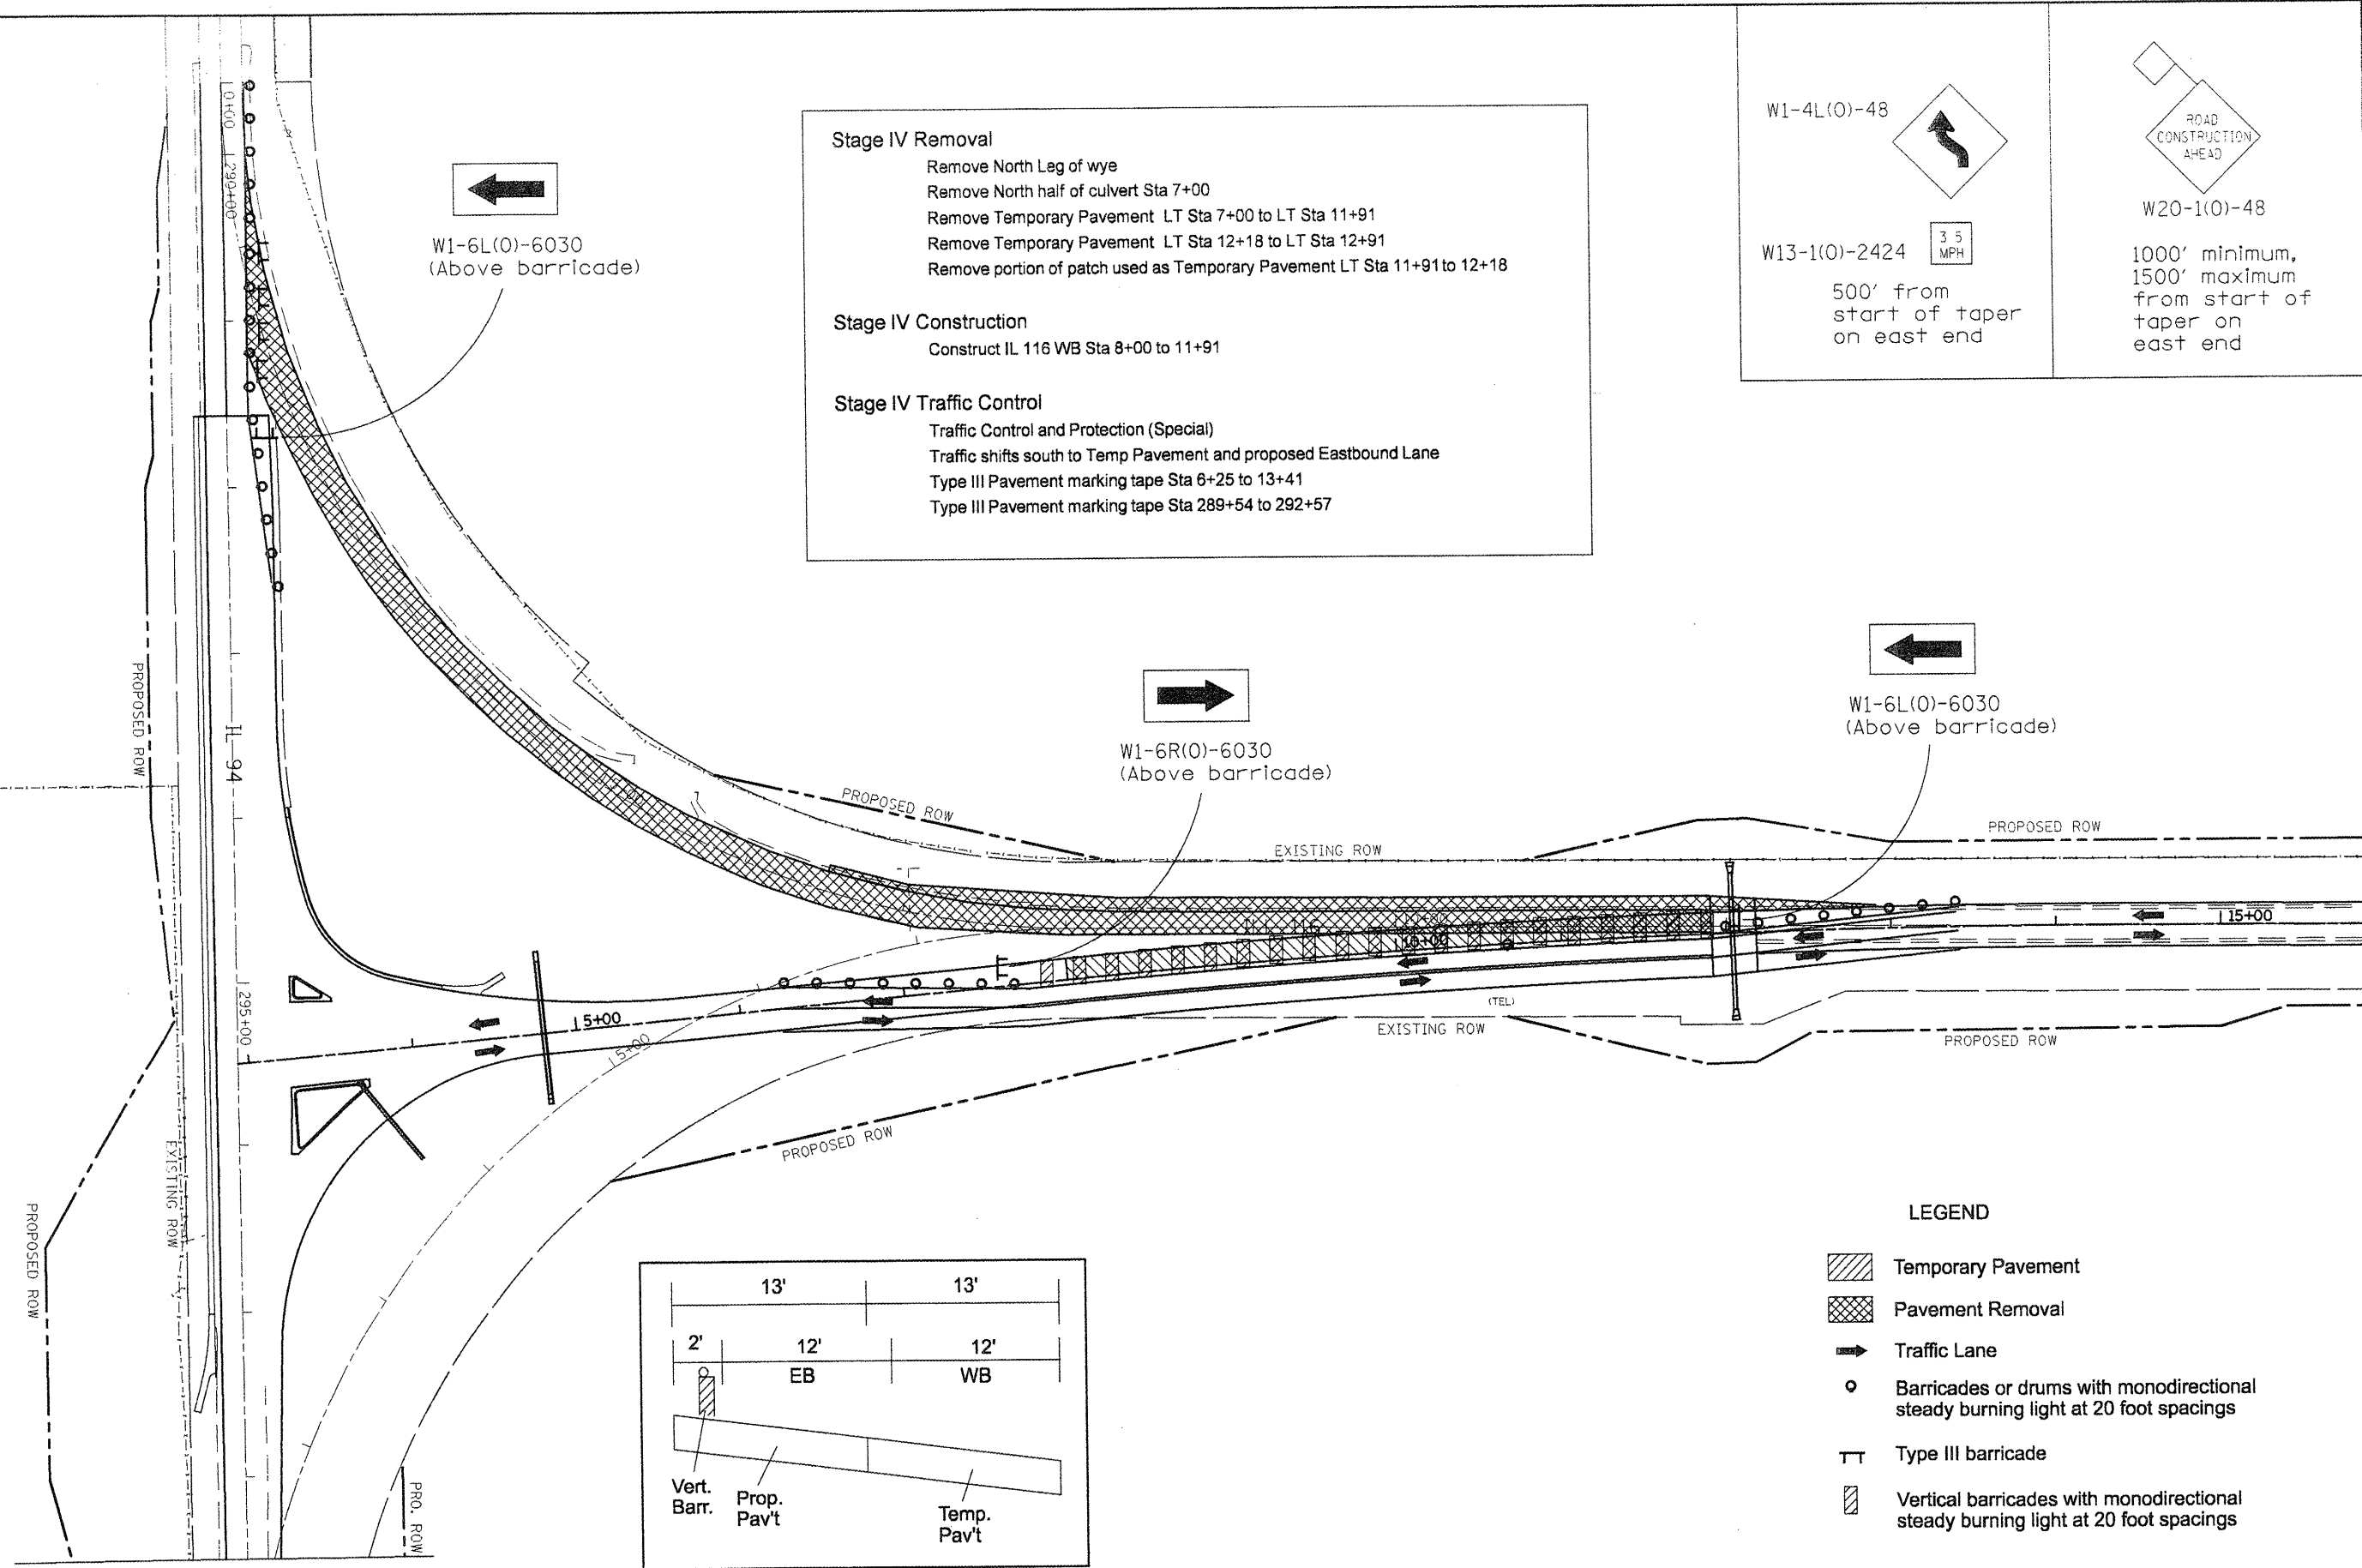 Stage IV Removal
Remove North Leg of wye
Remove North half of culvert Sta 7+00
Remove Temporary Pavement LT Sta 7+00 to LT Sta 11+91
Remove Temporary Pavement LT Sta 12+18 to LT Sta 12+91
Remove portion of patch used as Temporary Pavement LT Sta 11+91 to 12+18
Stage IV Construction
Construct IL 116 WB Sta 8+00 to 11+91
Stage IV Traffic Control
Traffic Control and Protection (Special)
Traffic shifts south to Temp Pavement and proposed Eastbound Lane
Type III Pavement marking tape Sta 6+25 to 13+41
Type III Pavement marking tape Sta 289+54 to 292+57
W1-4L(O)-48
W13-1(O)-2424
35
MPH
500' from
start of taper
on east end
ROAD
CONSTRUCTION
AHEAD
W20-1(O)-48
1000' minimum,
1500' maximum
from start of
taper on
east end
W1-6L(O)-6030
(Above barricade)
0+00
290+00
PROPOSED ROW
IL 94
W1-6R(O)-6030
(Above barricade)
W1-6L(O)-6030
(Above barricade)
PROPOSED ROW
EXISTING ROW
PROPOSED ROW
10+00
15+00
295+00
5+00
5+00
(TEL)
EXISTING ROW
PROPOSED ROW
PROPOSED ROW
EXISTING ROW
PROPOSED ROW
PRO. ROW
13'
13'
2'
12'
12'
EB
WB
Vert.
Barr.
Prop.
Pav't
Temp.
Pav't
LEGEND
Temporary Pavement
Pavement Removal
Traffic Lane
Barricades or drums with monodirectional
steady burning light at 20 foot spacings
Type III barricade
Vertical barricades with monodirectional
steady burning light at 20 foot spacings